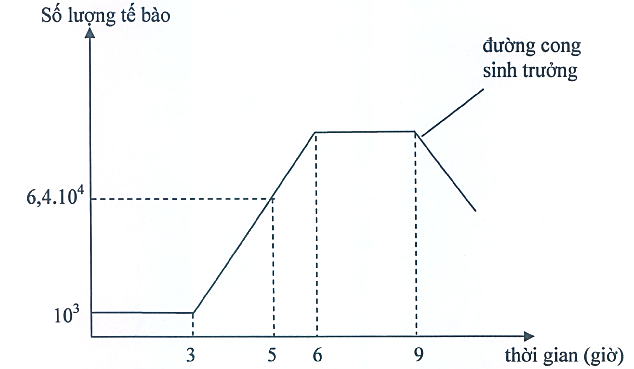 Số lượng tế bào
đường cong
sinh trưởng
6,4.10⁴
10³
3 5 6 9 thời gian (giờ)